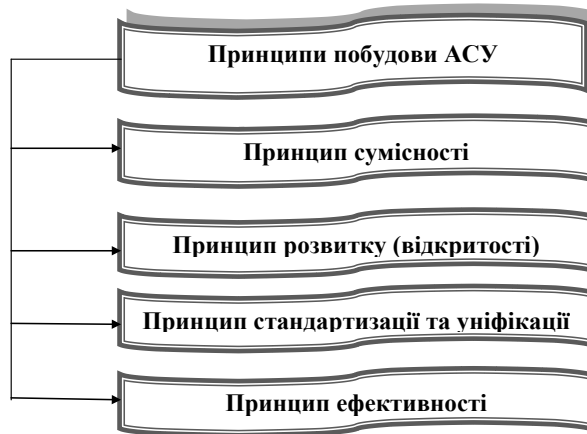 Принципи побудови АСУ
Принцип сумісності
Принцип розвитку (відкритості)
Принцип стандартизації та уніфікації
Принцип ефективності